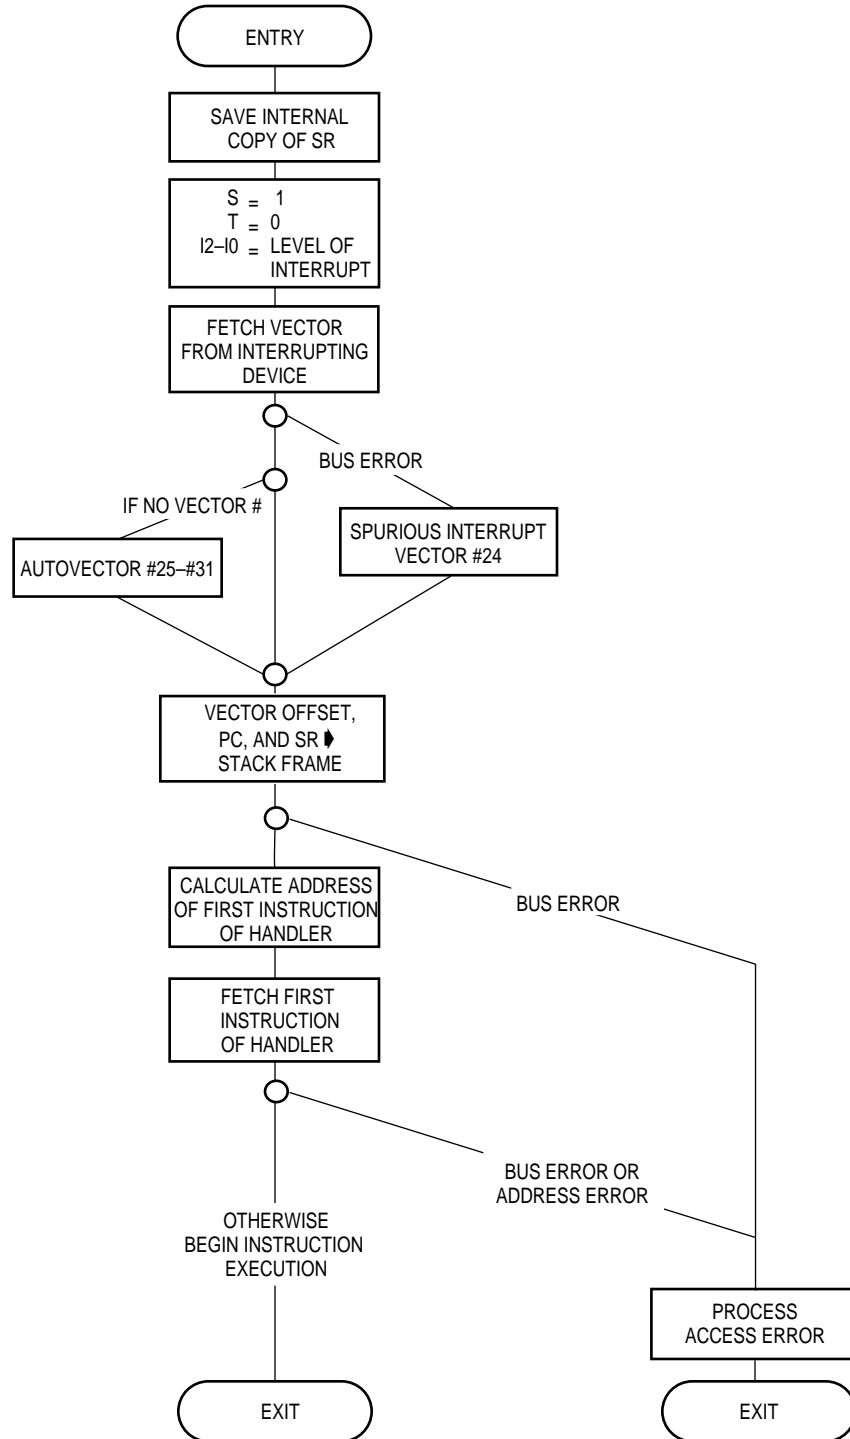 ENTRY
SAVE INTERNAL
COPY OF SR
S = 1
T = 0
I2–I0 = LEVEL OF
INTERRUPT
FETCH VECTOR
FROM INTERRUPTING
DEVICE
BUS ERROR
IF NO VECTOR #
SPURIOUS INTERRUPT
VECTOR #24
AUTOVECTOR #25–#31
VECTOR OFFSET,
PC, AND SR
STACK FRAME
CALCULATE ADDRESS
OF FIRST INSTRUCTION
OF HANDLER
BUS ERROR
FETCH FIRST
INSTRUCTION
OF HANDLER
BUS ERROR OR
ADDRESS ERROR
OTHERWISE
BEGIN INSTRUCTION
EXECUTION
PROCESS
ACCESS ERROR
EXIT
EXIT